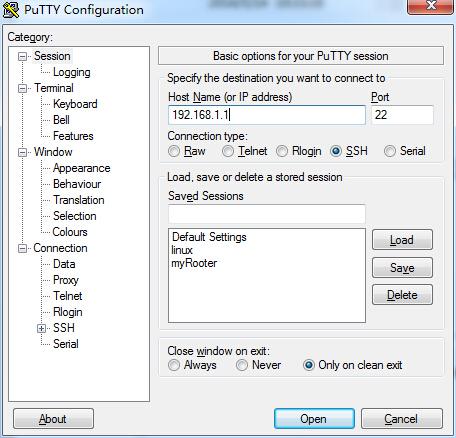 PuTTY Configuration
Category:
Session
Logging
Terminal
Keyboard
Bell
Features
Window
Appearance
Behaviour
Translation
Selection
Colours
Connection
Data
Proxy
Telnet
Rlogin
SSH
Serial
Basic options for your PuTTY session
Specify the destination you want to connect to
Host Name (or IP address) Port
192.168.1.1 22
Connection type:
Raw Telnet Rlogin SSH Serial
Load, save or delete a stored session
Saved Sessions
Default Settings
linux
myRooter
Load
Save
Delete
Close window on exit:
Always Never Only on clean exit
About Open Cancel